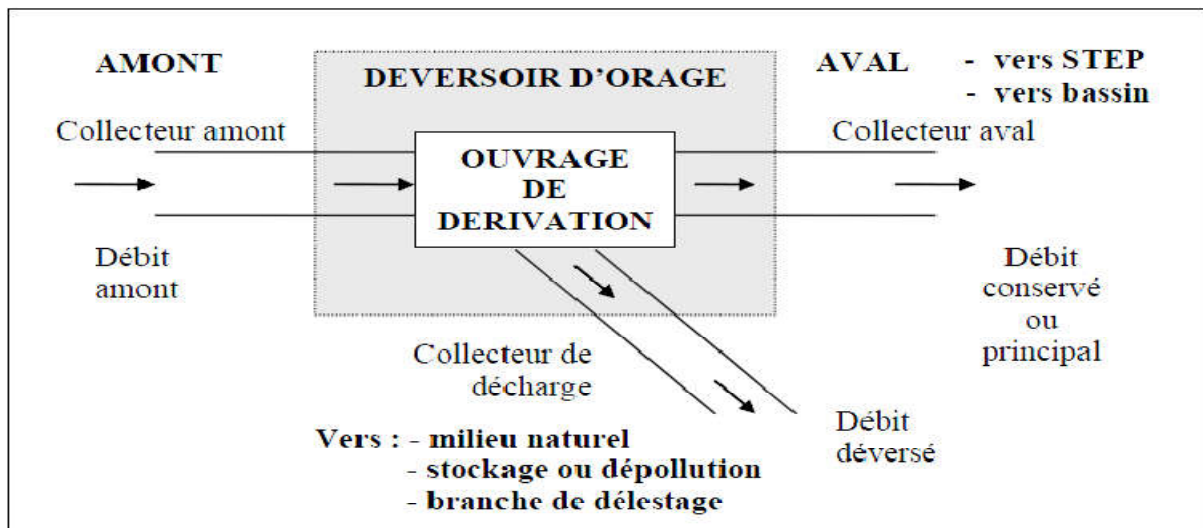 AMONT
DEVERSOIR D'ORAGE
AVAL - vers STEP
- vers bassin
Collecteur amont
Collecteur aval
OUVRAGE
DE
DERIVATION
Débit
amont
Débit
conservé
ou
principal
Collecteur de
décharge
Débit
déversé
Vers : - milieu naturel
- stockage ou dépollution
- branche de délestage